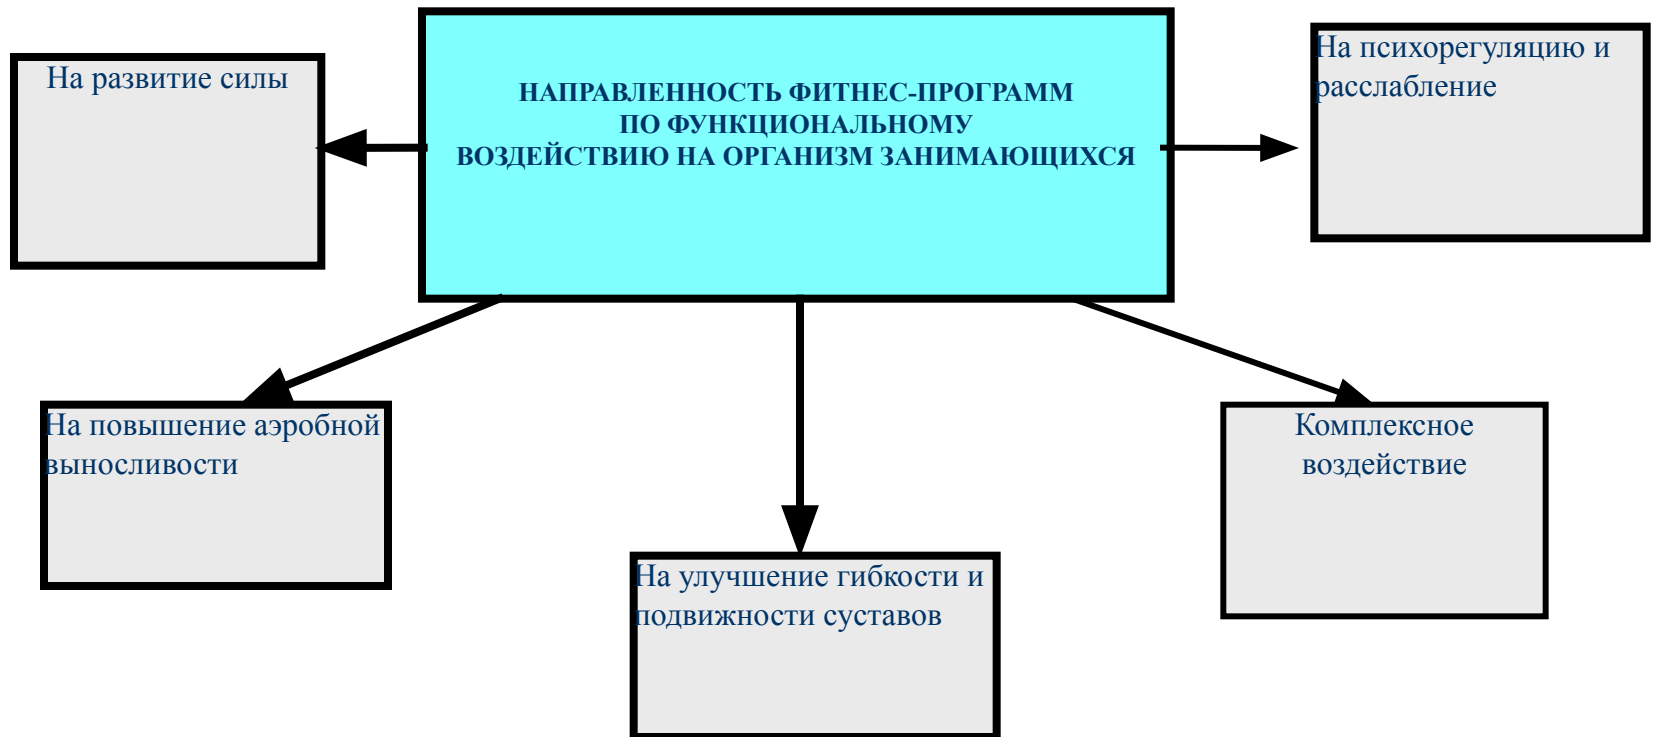 НАПРАВЛЕННОСТЬ ФИТНЕС-ПРОГРАММ
ПО ФУНКЦИОНАЛЬНОМУ
ВОЗДЕЙСТВИЮ НА ОРГАНИЗМ ЗАНИМАЮЩИХСЯ
На развитие силы
На психорегуляцию и
расслабление
На повышение аэробной
выносливости
На улучшение гибкости и
подвижности суставов
Комплексное
воздействие